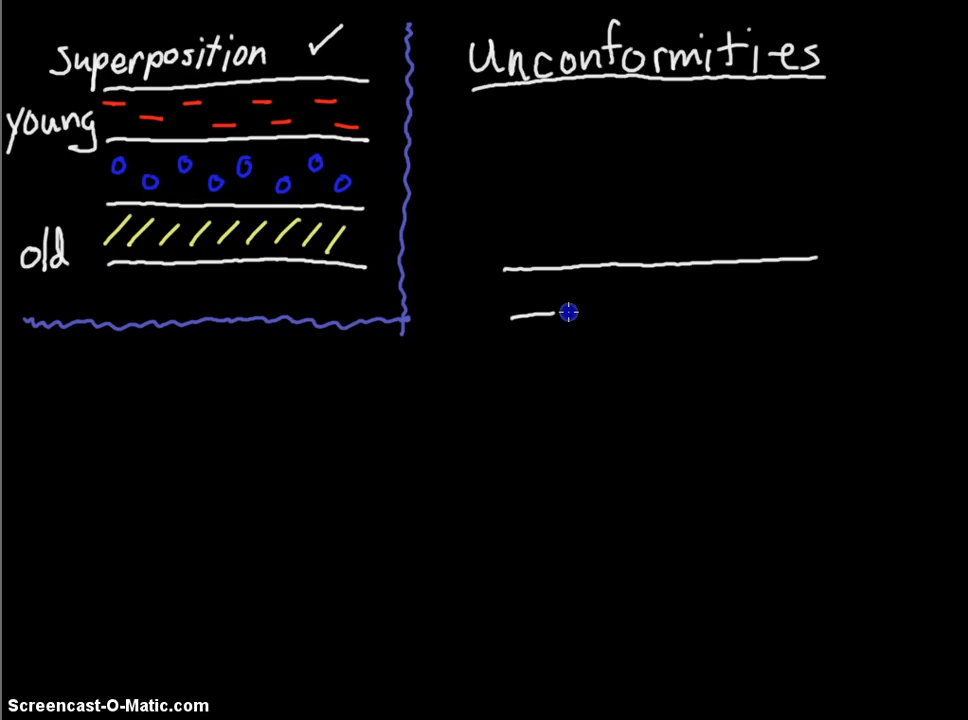 Superposition
young
old
Unconformities
Screencast-O-Matic.com